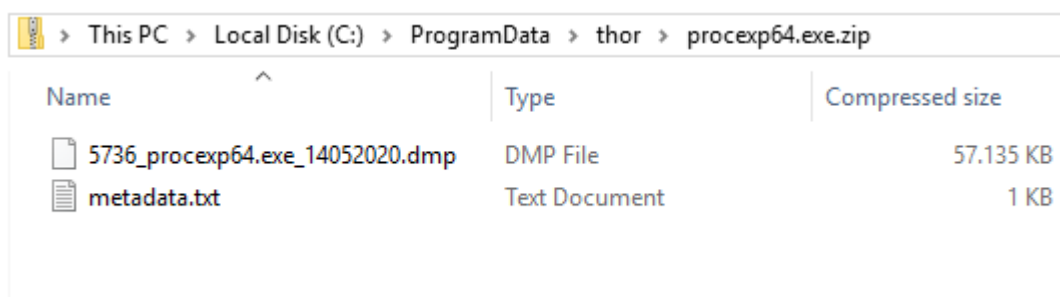 This PC > Local Disk (C:) > ProgramData > thor > procexp64.exe.zip
Name Type Compressed size
5736_procexp64.exe_14052020.dmp DMP File 57.135 KB
metadata.txt Text Document 1 KB